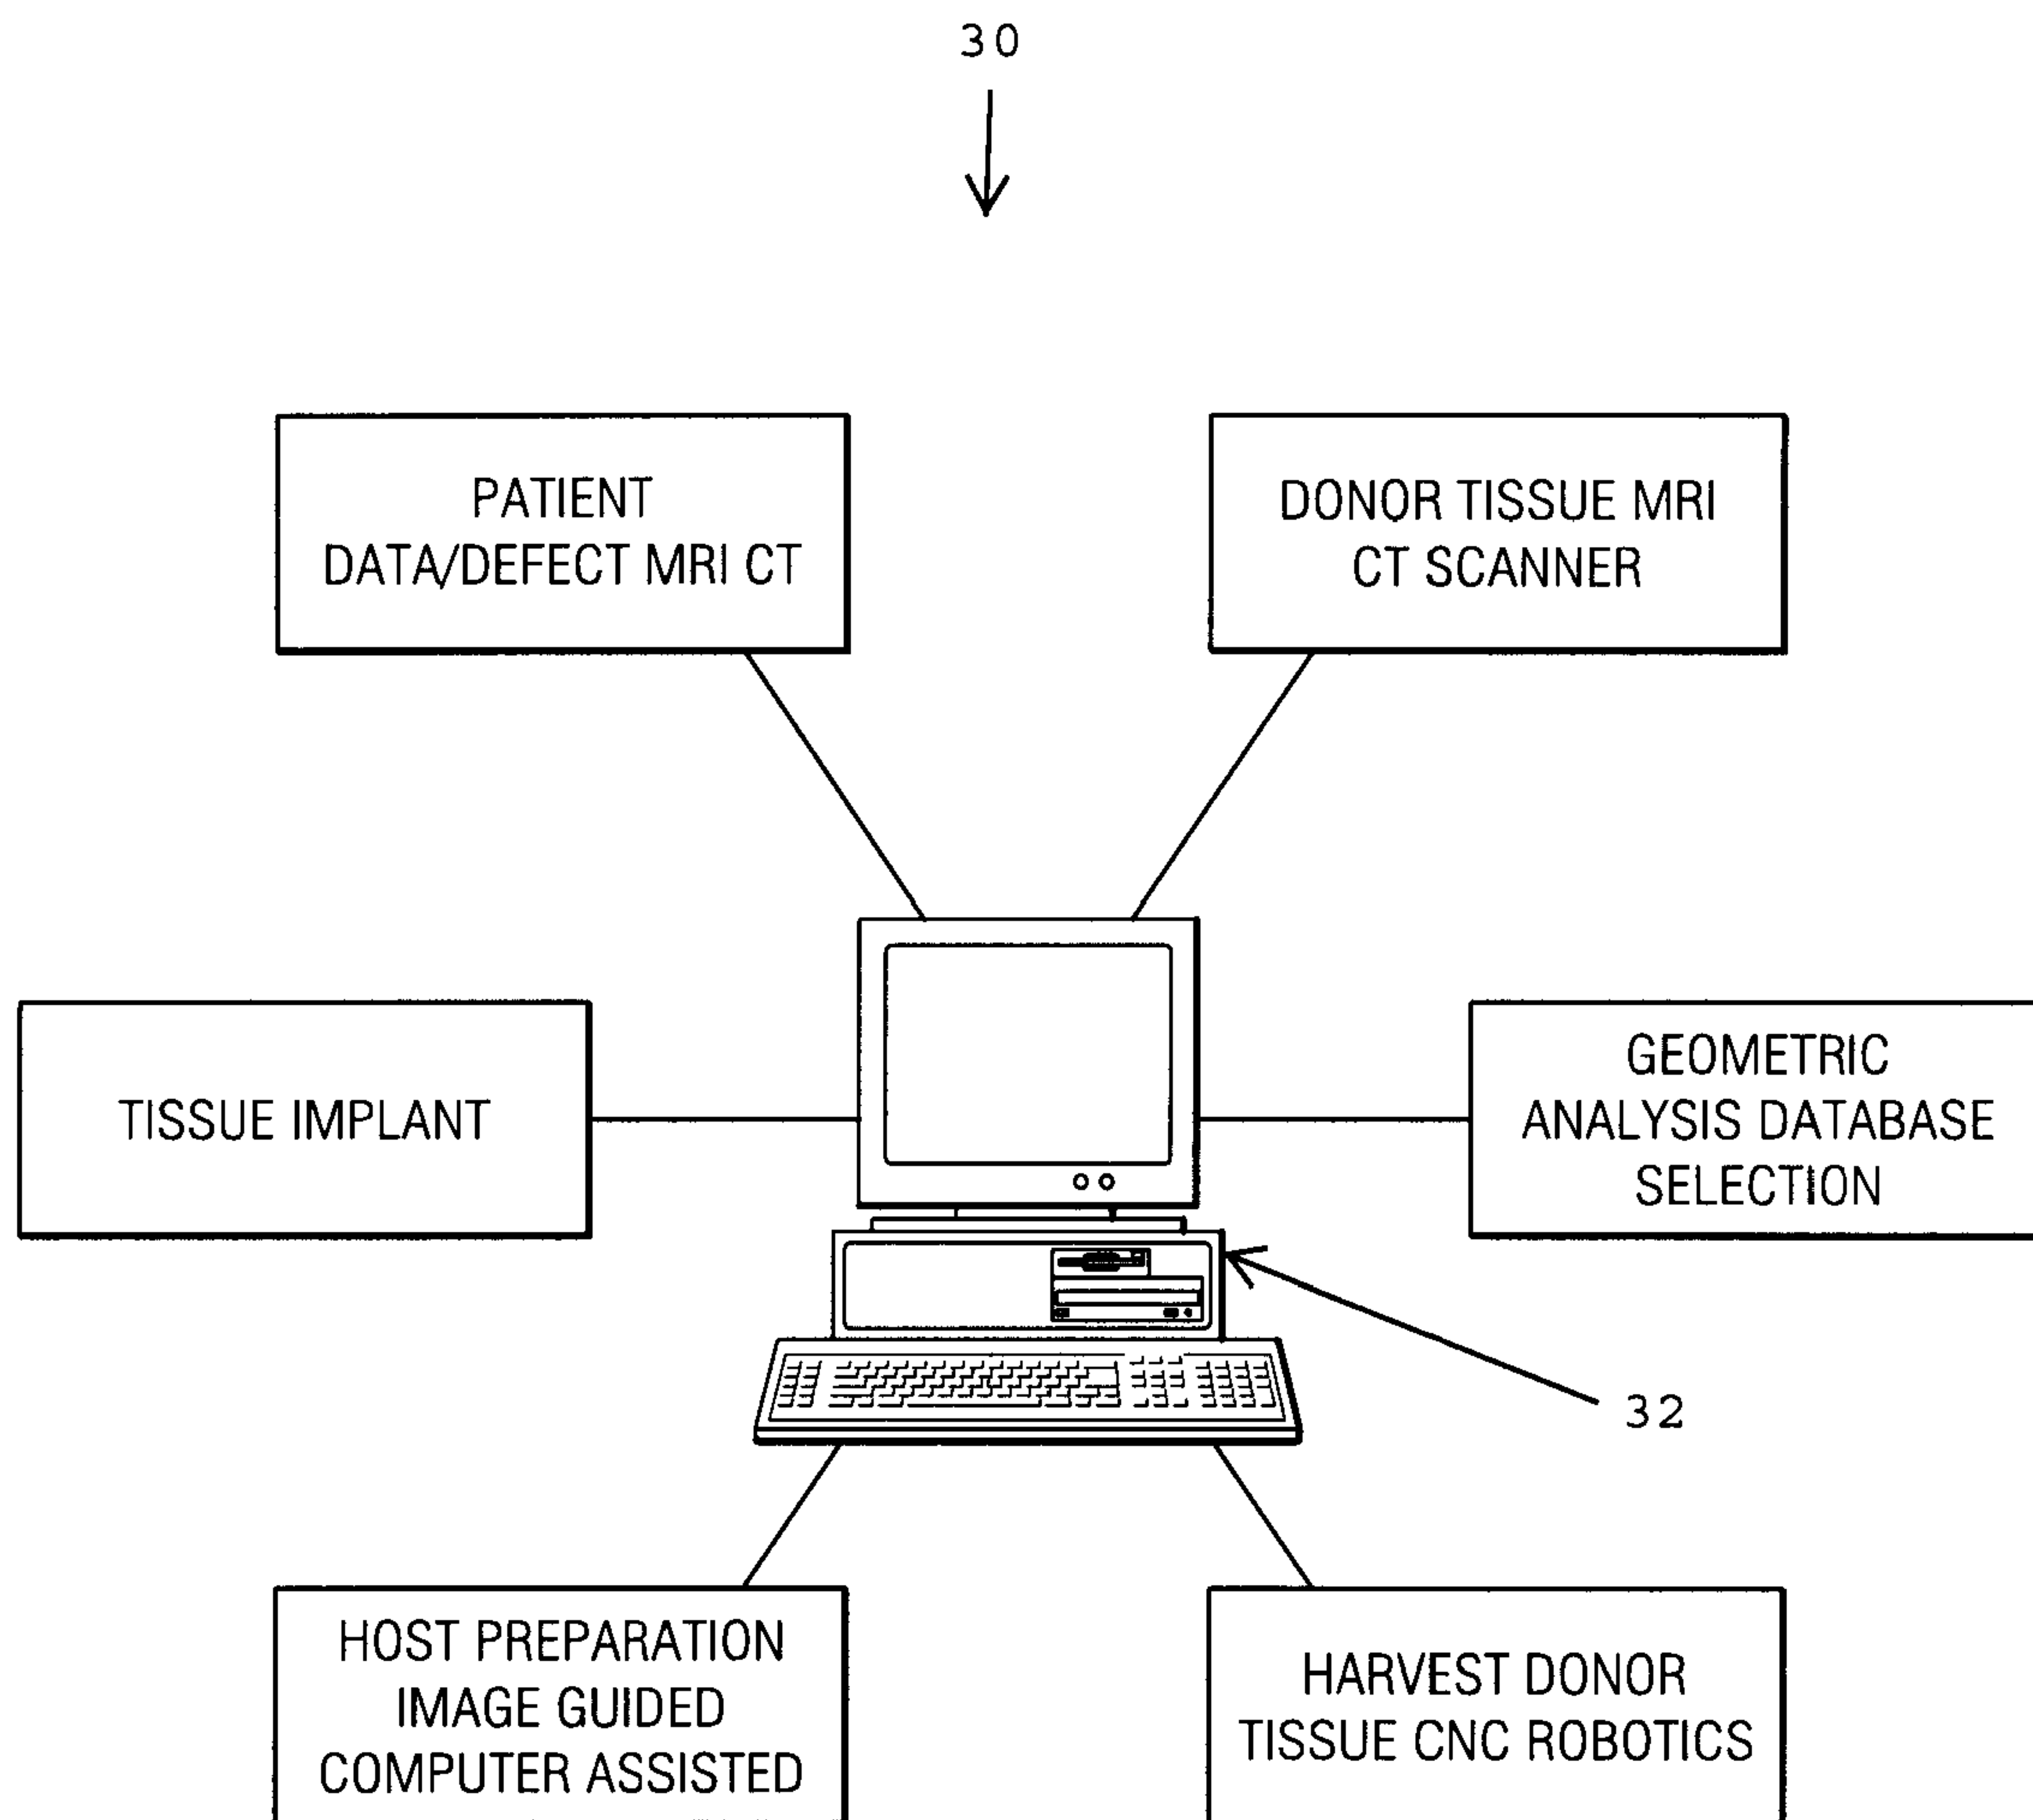 30
PATIENT
DATA/DEFECT MRI CT
DONOR TISSUE MRI
CT SCANNER
TISSUE IMPLANT
GEOMETRIC
ANALYSIS DATABASE
SELECTION
32
HOST PREPARATION
IMAGE GUIDED
COMPUTER ASSISTED
HARVEST DONOR
TISSUE CNC ROBOTICS